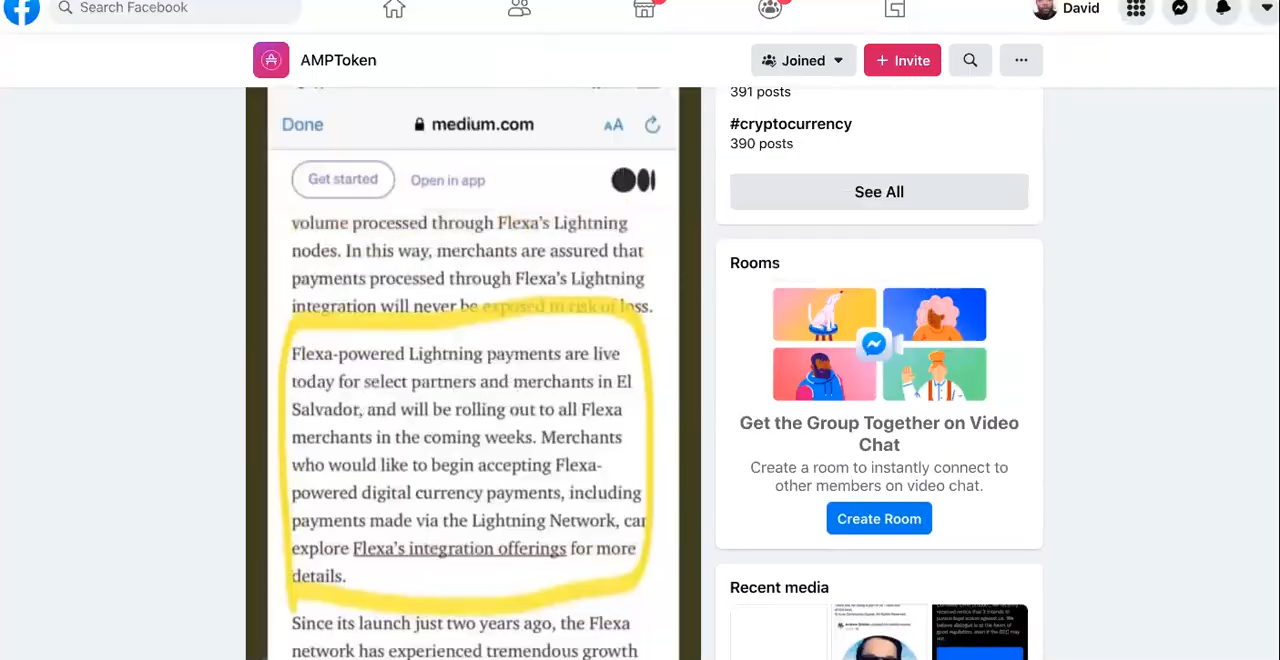 Search Facebook
David
AMPToken
Joined
+ Invite
Done
medium.com
AA
Get started
Open in app
volume processed through Flexa's Lightning
nodes. In this way, merchants are assured that
payments processed through Flexa's Lightning
integration will never be exposed to risk of loss.
Flexa-powered Lightning payments are live
today for select partners and merchants in El
Salvador, and will be rolling out to all Flexa
merchants in the coming weeks. Merchants
who would like to begin accepting Flexa-
powered digital currency payments, including
payments made via the Lightning Network, can
explore Flexa's integration offerings for more
details.
Since its launch just two years ago, the Flexa
network has experienced tremendous growth
391 posts
#cryptocurrency
390 posts
See All
Rooms
Get the Group Together on Video
Chat
Create a room to instantly connect to
other members on video chat.
Create Room
Recent media